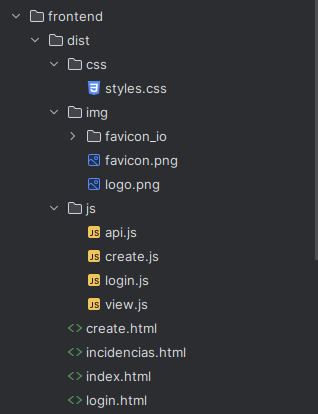 frontend
dist
css
styles.css
img
favicon_io
favicon.png
logo.png
js
JS api.js
JS create.js
JS login.js
JS view.js
create.html
incidencias.html
index.html
login.html